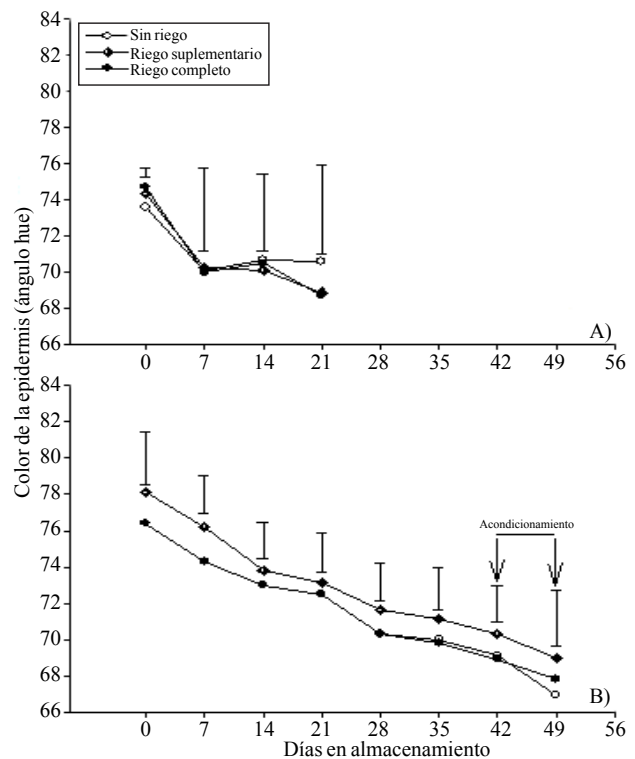 84
82
80
78
76
74
72
70
68
66
Sin riego
Riego suplementario
Riego completo
A)
0 7 14 21 28 35 42 49 56
Color de la epidermis (ángulo hue)
84
82
80
78
76
74
72
70
68
66
Acondicionamiento
B)
0 7 14 21 28 35 42 49 56
Días en almacenamiento